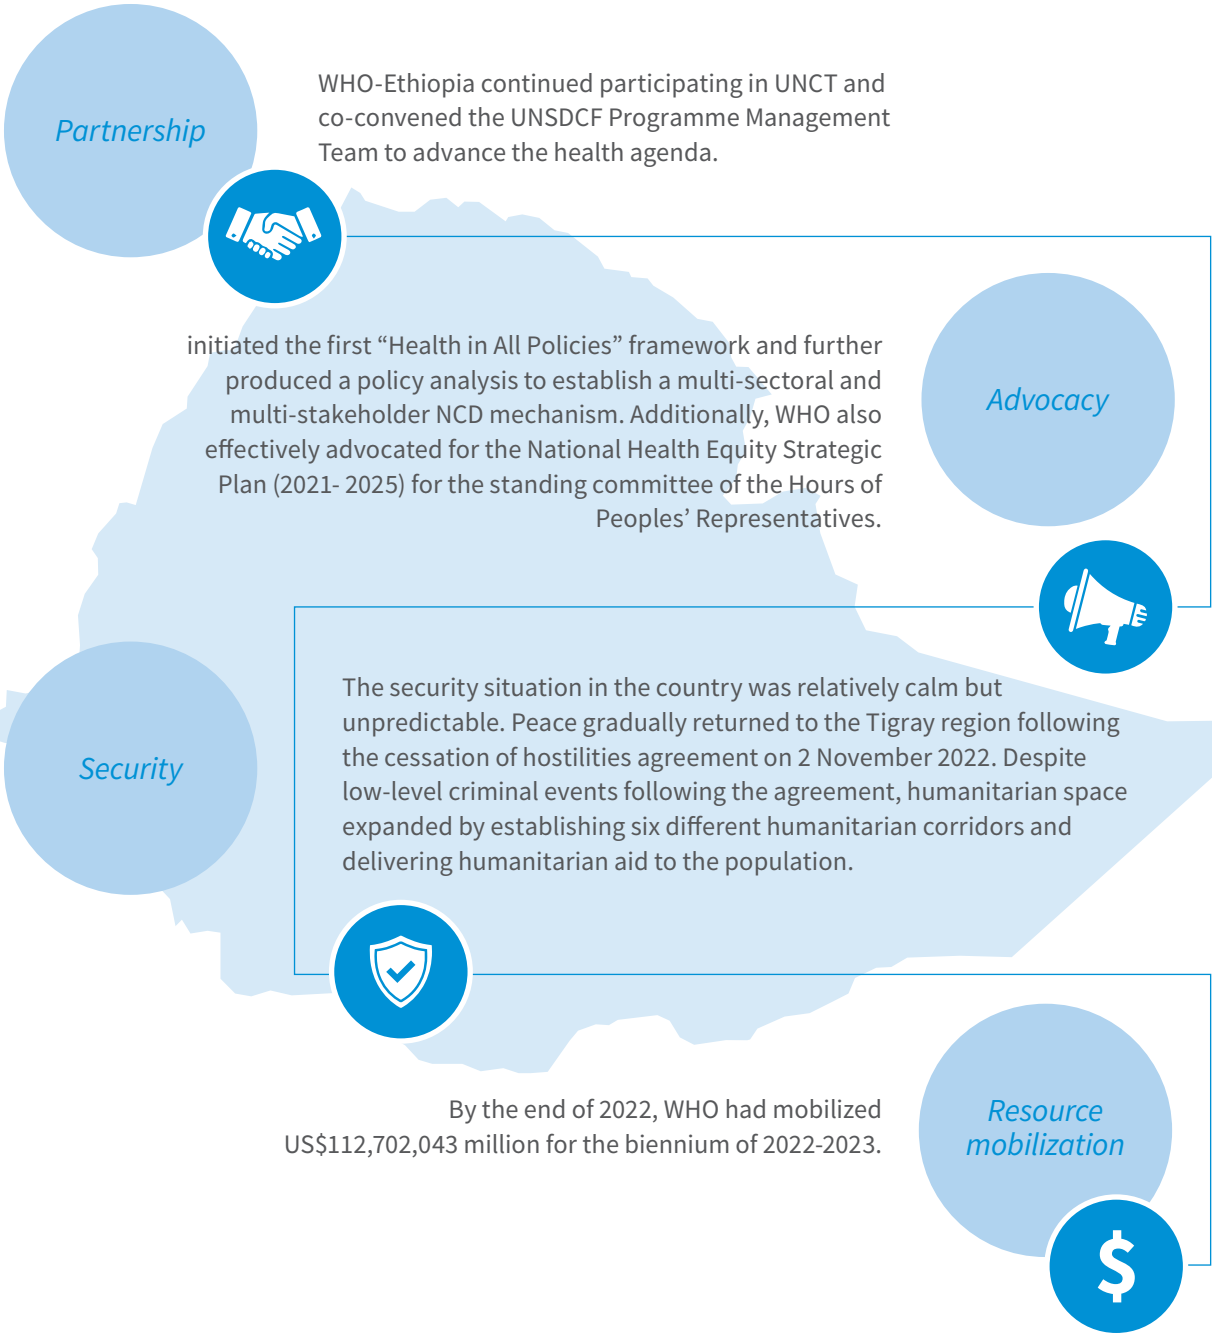 Partnership
WHO-Ethiopia continued participating in UNCT and
co-convened the UNSDCF Programme Management
Team to advance the health agenda.
initiated the first “Health in All Policies” framework and further
produced a policy analysis to establish a multi-sectoral and
multi-stakeholder NCD mechanism. Additionally, WHO also
effectively advocated for the National Health Equity Strategic
Plan (2021- 2025) for the standing committee of the Hours of
Peoples’ Representatives.
Advocacy
Security
The security situation in the country was relatively calm but
unpredictable. Peace gradually returned to the Tigray region following
the cessation of hostilities agreement on 2 November 2022. Despite
low-level criminal events following the agreement, humanitarian space
expanded by establishing six different humanitarian corridors and
delivering humanitarian aid to the population.
By the end of 2022, WHO had mobilized
US$112,702,043 million for the biennium of 2022-2023.
Resource
mobilization
$